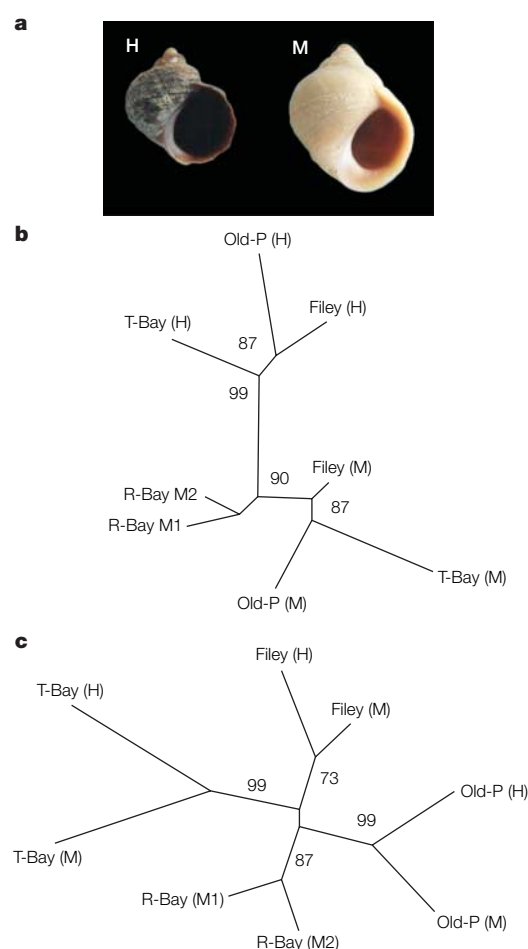 a
H
M
b
Old-P (H)
Filey (H)
T-Bay (H)
87
99
90
Filey (M)
R-Bay M2
87
R-Bay M1
T-Bay (M)
Old-P (M)
c
Filey (H)
T-Bay (H)
Filey (M)
73
99
Old-P (H)
99
T-Bay (M)
87
R-Bay (M1)
Old-P (M)
R-Bay (M2)